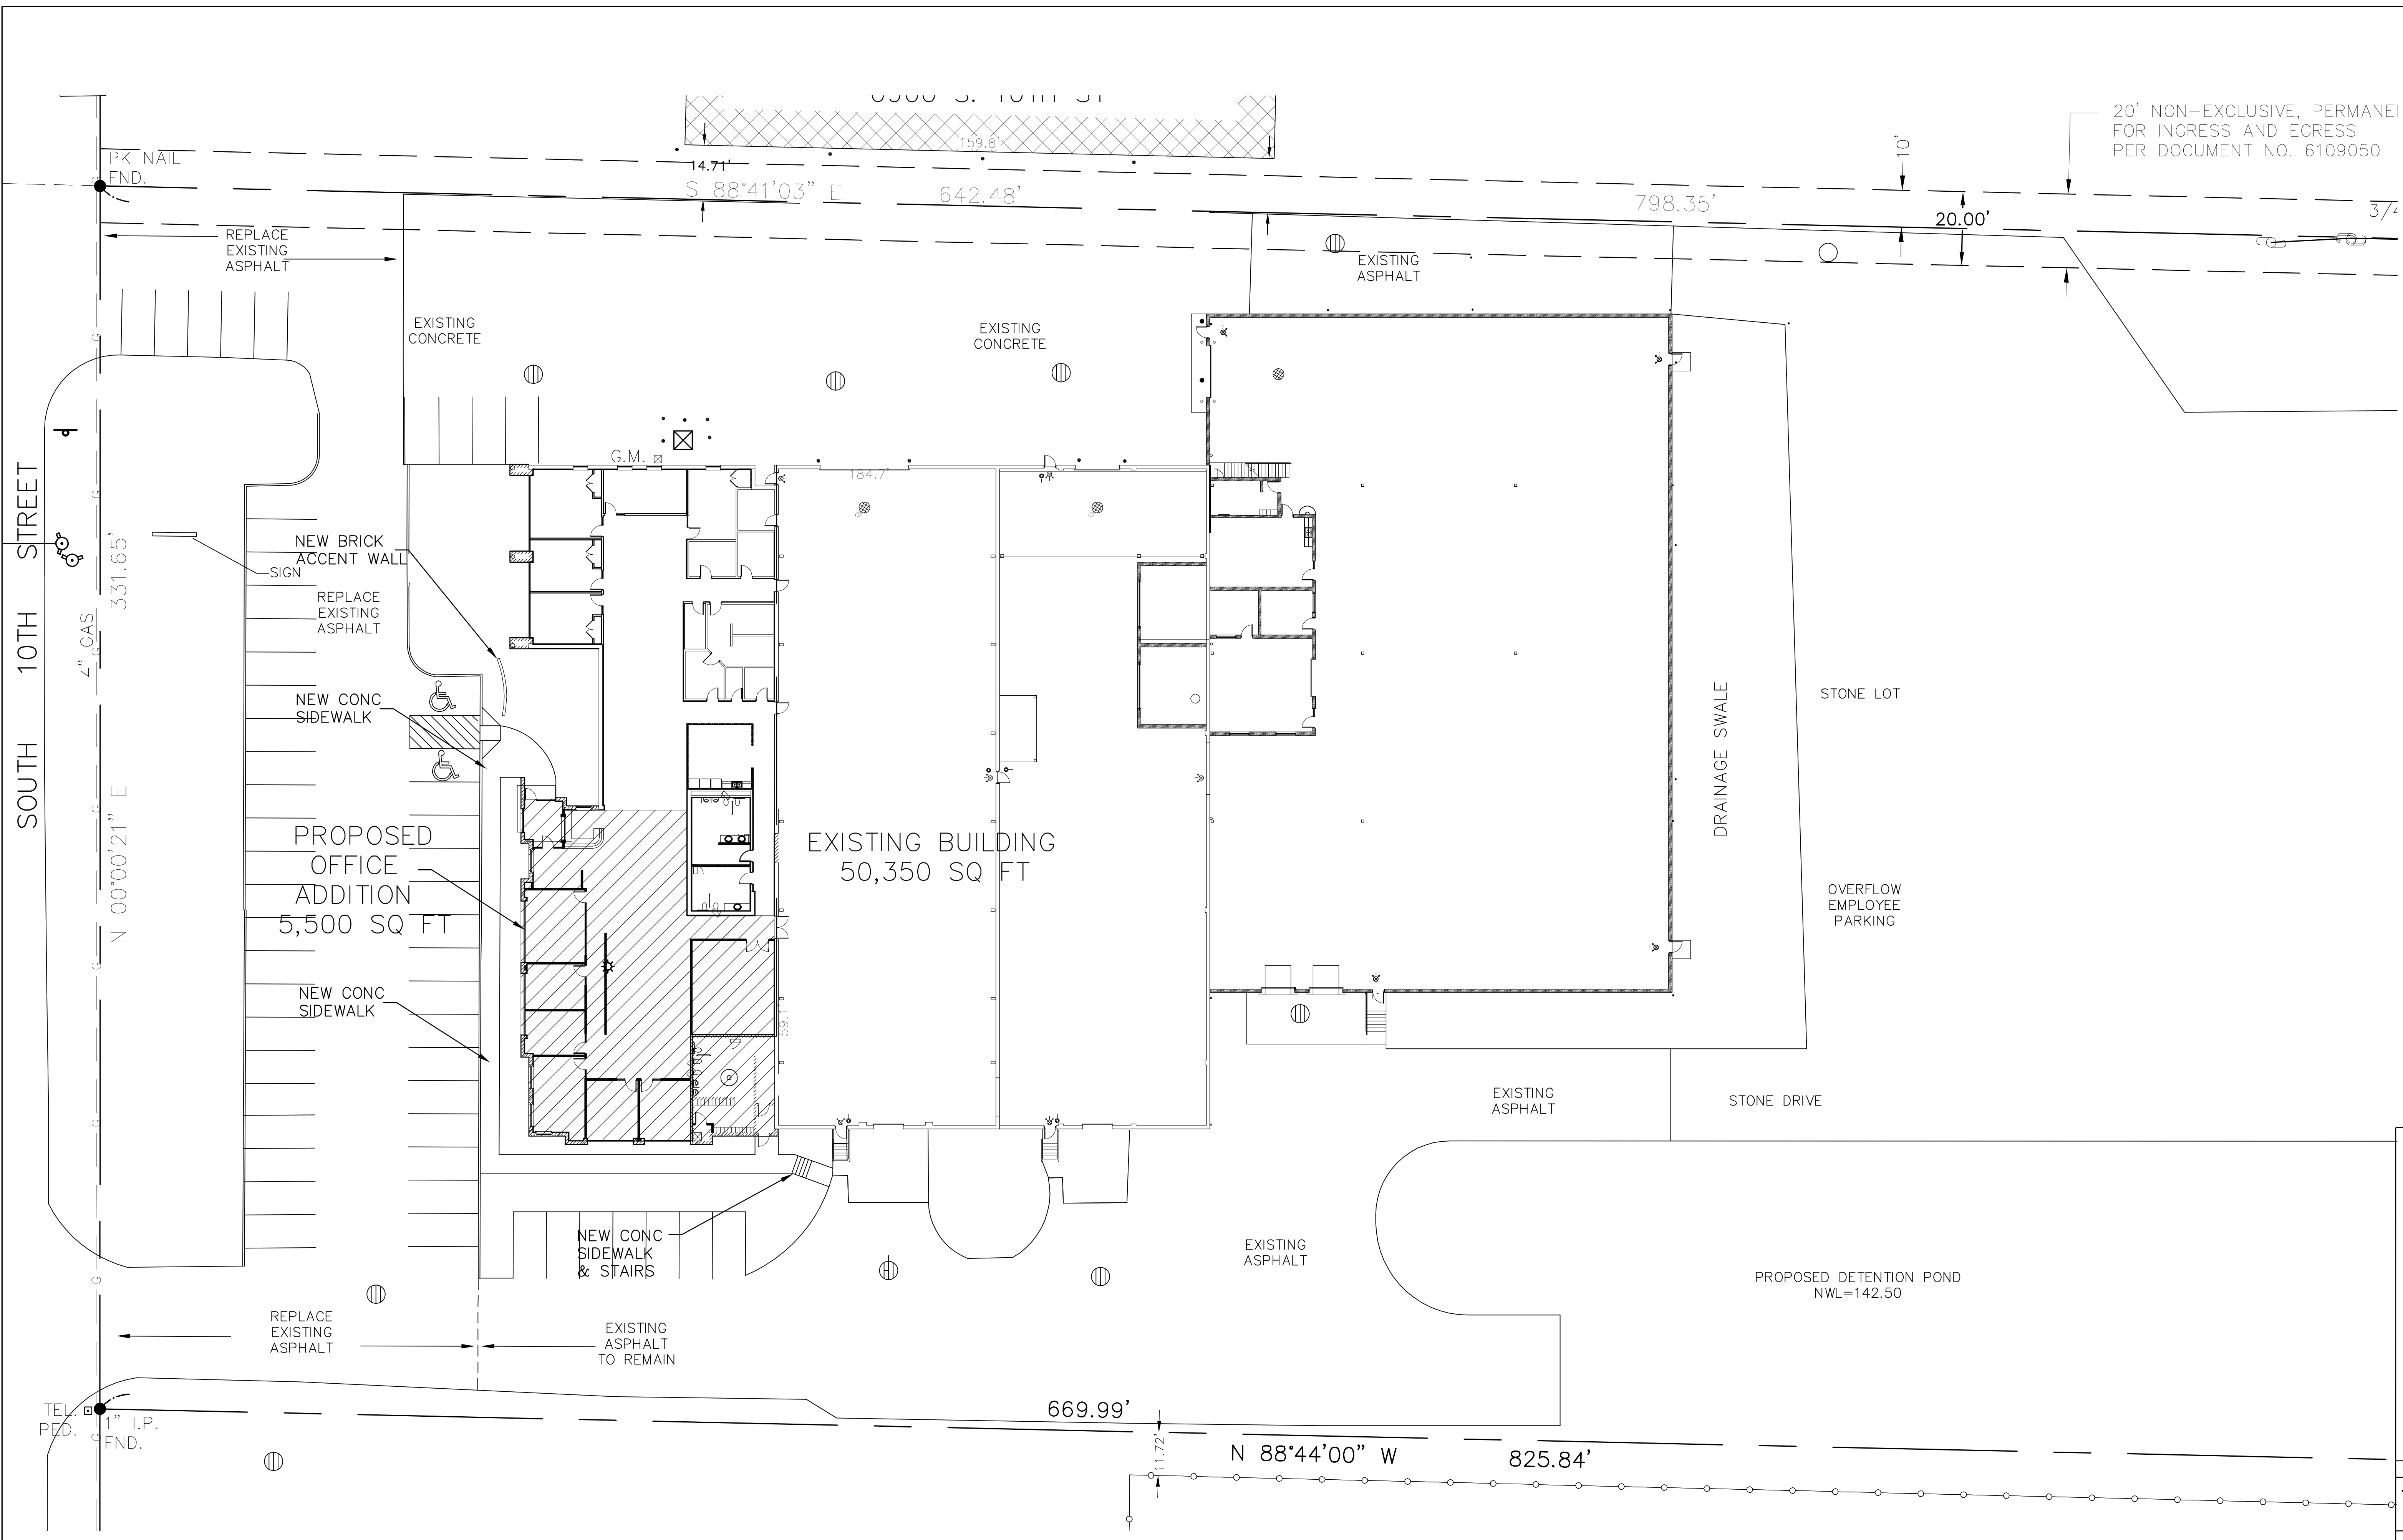 20' NON-EXCLUSIVE,
FOR INGRESS AND EGRESS
PER DOCUMENT NO. 6109050
10'
159.8'
PK NAIL
FND.
14.71'
S 88°41'03" E
642.48'
798.35'
20.00'
REPLACE
EXISTING
ASPHALT
EXISTING
ASPHALT
EXISTING
CONCRETE
EXISTING
CONCRETE
G.M.
184.7'
SOUTH 10TH STREET
4" GAS
331.65'
N 00°00'21" E
G
G
G
G
G
G
G
G
G
NEW BRICK
ACCENT WALL
SIGN
REPLACE
EXISTING
ASPHALT
NEW CONC
SIDEWALK
STONE LOT
DRAINAGE SWALE
PROPOSED
OFFICE
ADDITION
5,500 SQ FT
EXISTING BUILDING
50,350 SQ FT
OVERFLOW
EMPLOYEE
PARKING
NEW CONC
SIDEWALK
59.1'
EXISTING
ASPHALT
STONE DRIVE
NEW CONC
SIDEWALK
& STAIRS
EXISTING
ASPHALT
PROPOSED DETENTION POND
NWL=142.50
REPLACE
EXISTING
ASPHALT
EXISTING
ASPHALT
TO REMAIN
TEL.
PED.
1" I.P.
FND.
669.99'
11.72'
N 88°44'00" W
825.84'